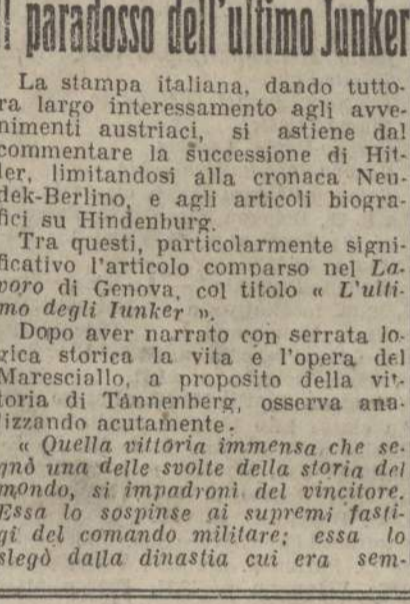 Il paradosso dell'ultimo Junker
La stampa italiana, dando tutto-
ra largo interessamento agli avve-
nimenti austriaci, si astiene dal
commentare la successione di Hit-
ler, limitandosi alla cronaca Neu-
dek-Berlino, e agli articoli biogra-
fici su Hindenburg.
Tra questi, particolarmente signi-
ficativo l'articolo comparso nel La-
voro di Genova, col titolo « L'ulti-
mo degli Iunker ».
Dopo aver narrato con serrata lo-
gica storica la vita e l'opera del
Maresciallo, a proposito della vit-
toria di Tannenberg, osserva ana-
lizzando acutamente.
« Quella vittoria immensa che se-
gnò una delle svolte della storia del
mondo, si impadronì del vincitore.
Essa lo sospinse ai supremi fasti-
gi del comando militare; essa lo
slegò dalla dinastia cui era sem-